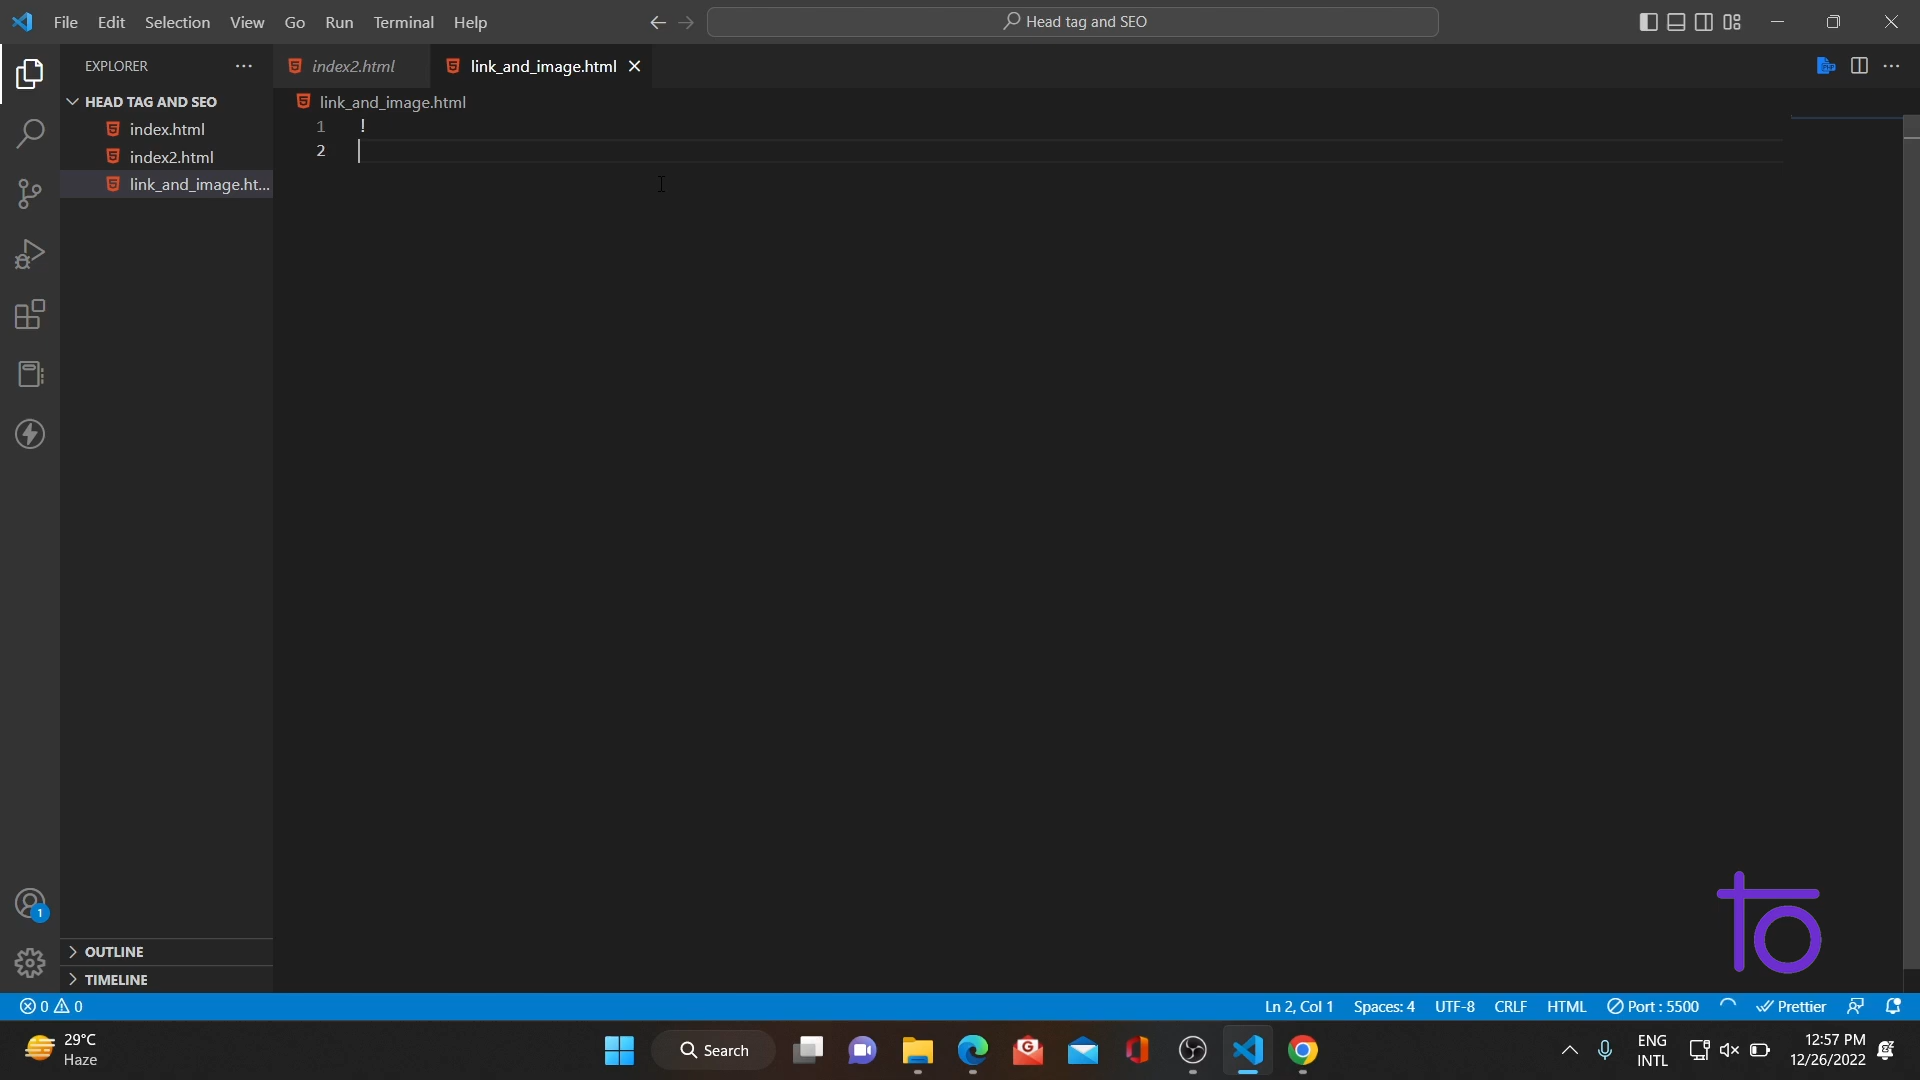 File Edit Selection View Go Run Terminal Help
Head tag and SEO
EXPLORER
index2.html
link_and_image.html
HEAD TAG AND SEO
link_and_image.html
index.html
index2.html
link_and_image.ht...
1 !
2
1
OUTLINE
TIMELINE
0 0
Ln 2, Col 1 Spaces: 4 UTF-8 CRLF HTML Port : 5500 Prettier
29°C
Haze
Search
ENG
INTL
12:57 PM
12/26/2022
to